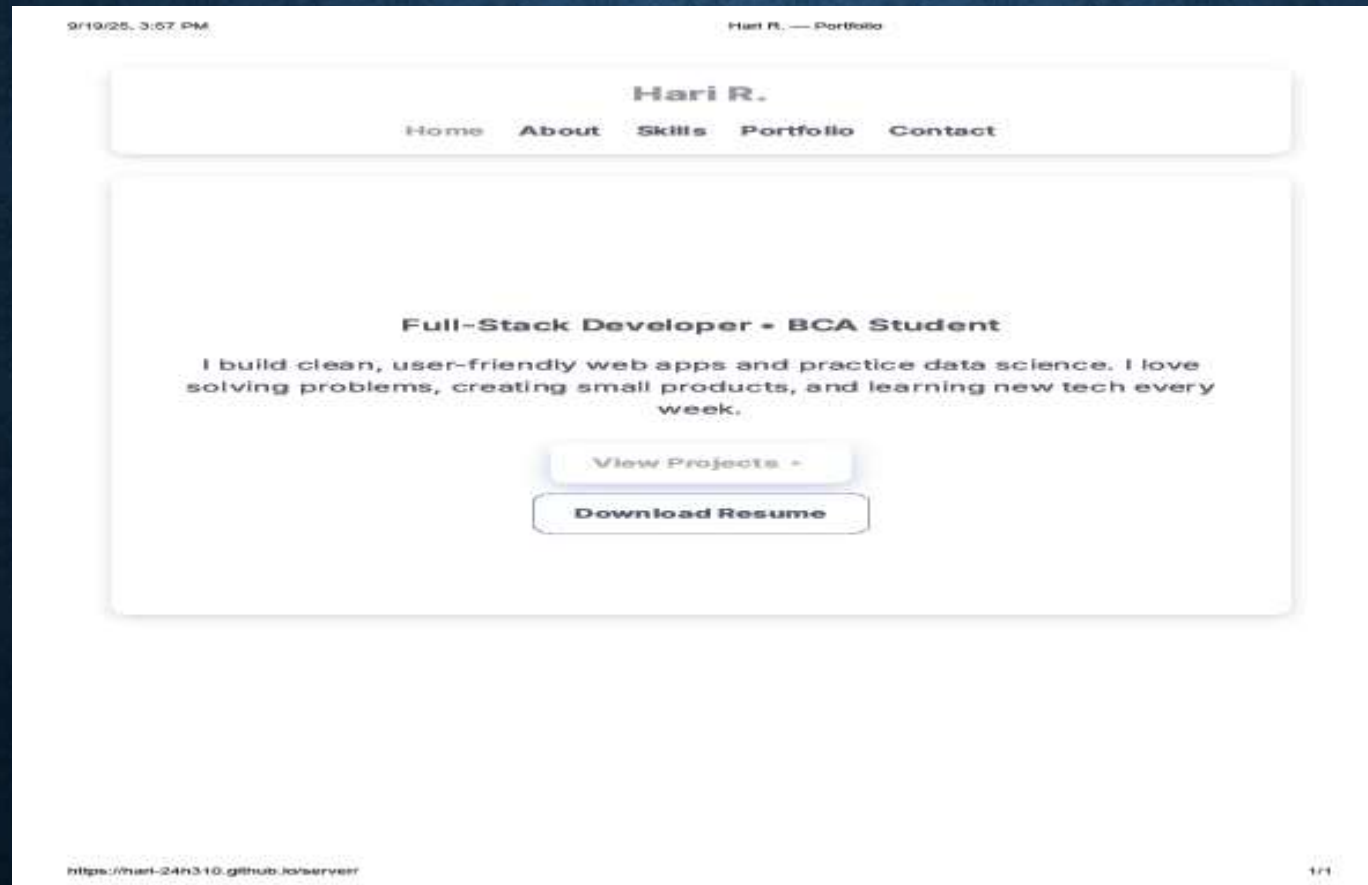 9/19/25, 3:57 PM
Hari R. — Portfolio
Hari R.
Home About Skills Portfolio Contact
Full-Stack Developer • BCA Student
I build clean, user-friendly web apps and practice data science. I love
solving problems, creating small products, and learning new tech every
week.
View Projects
Download Resume
1/1